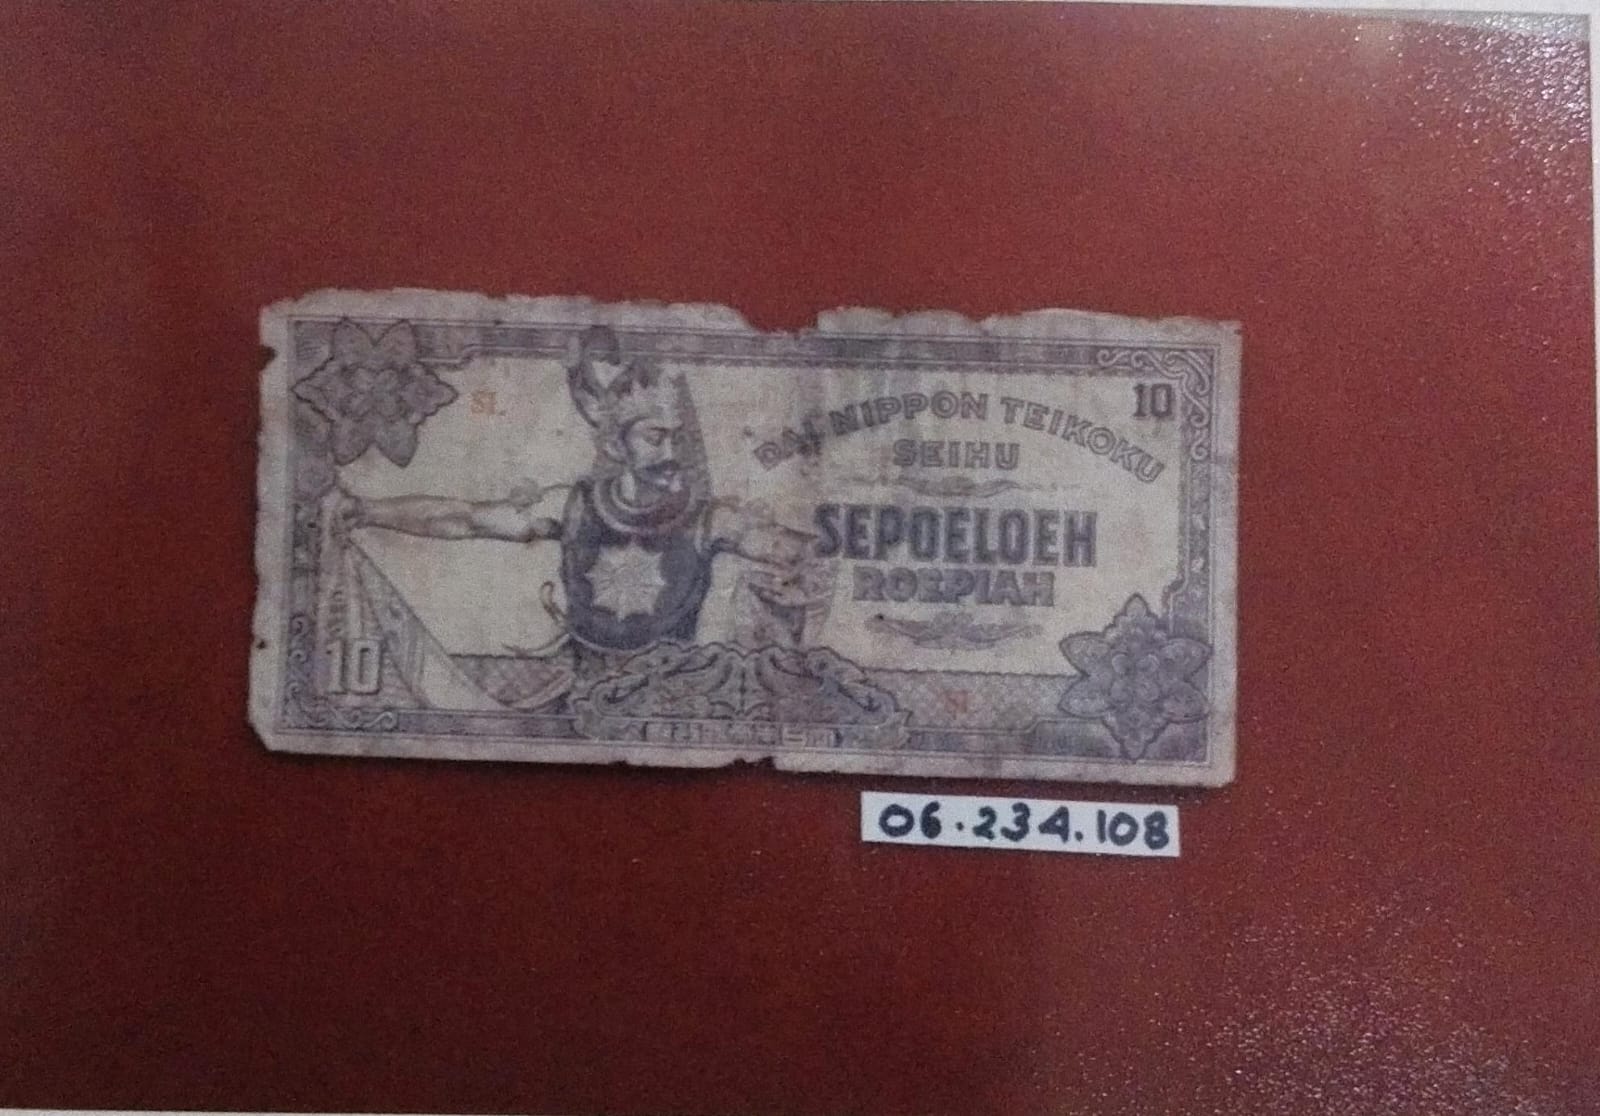 SI
10
DAI NIPPON TEIKOKU
SEIHU
SEPOELOEH
ROEPIAH
10
SI
06.234.108